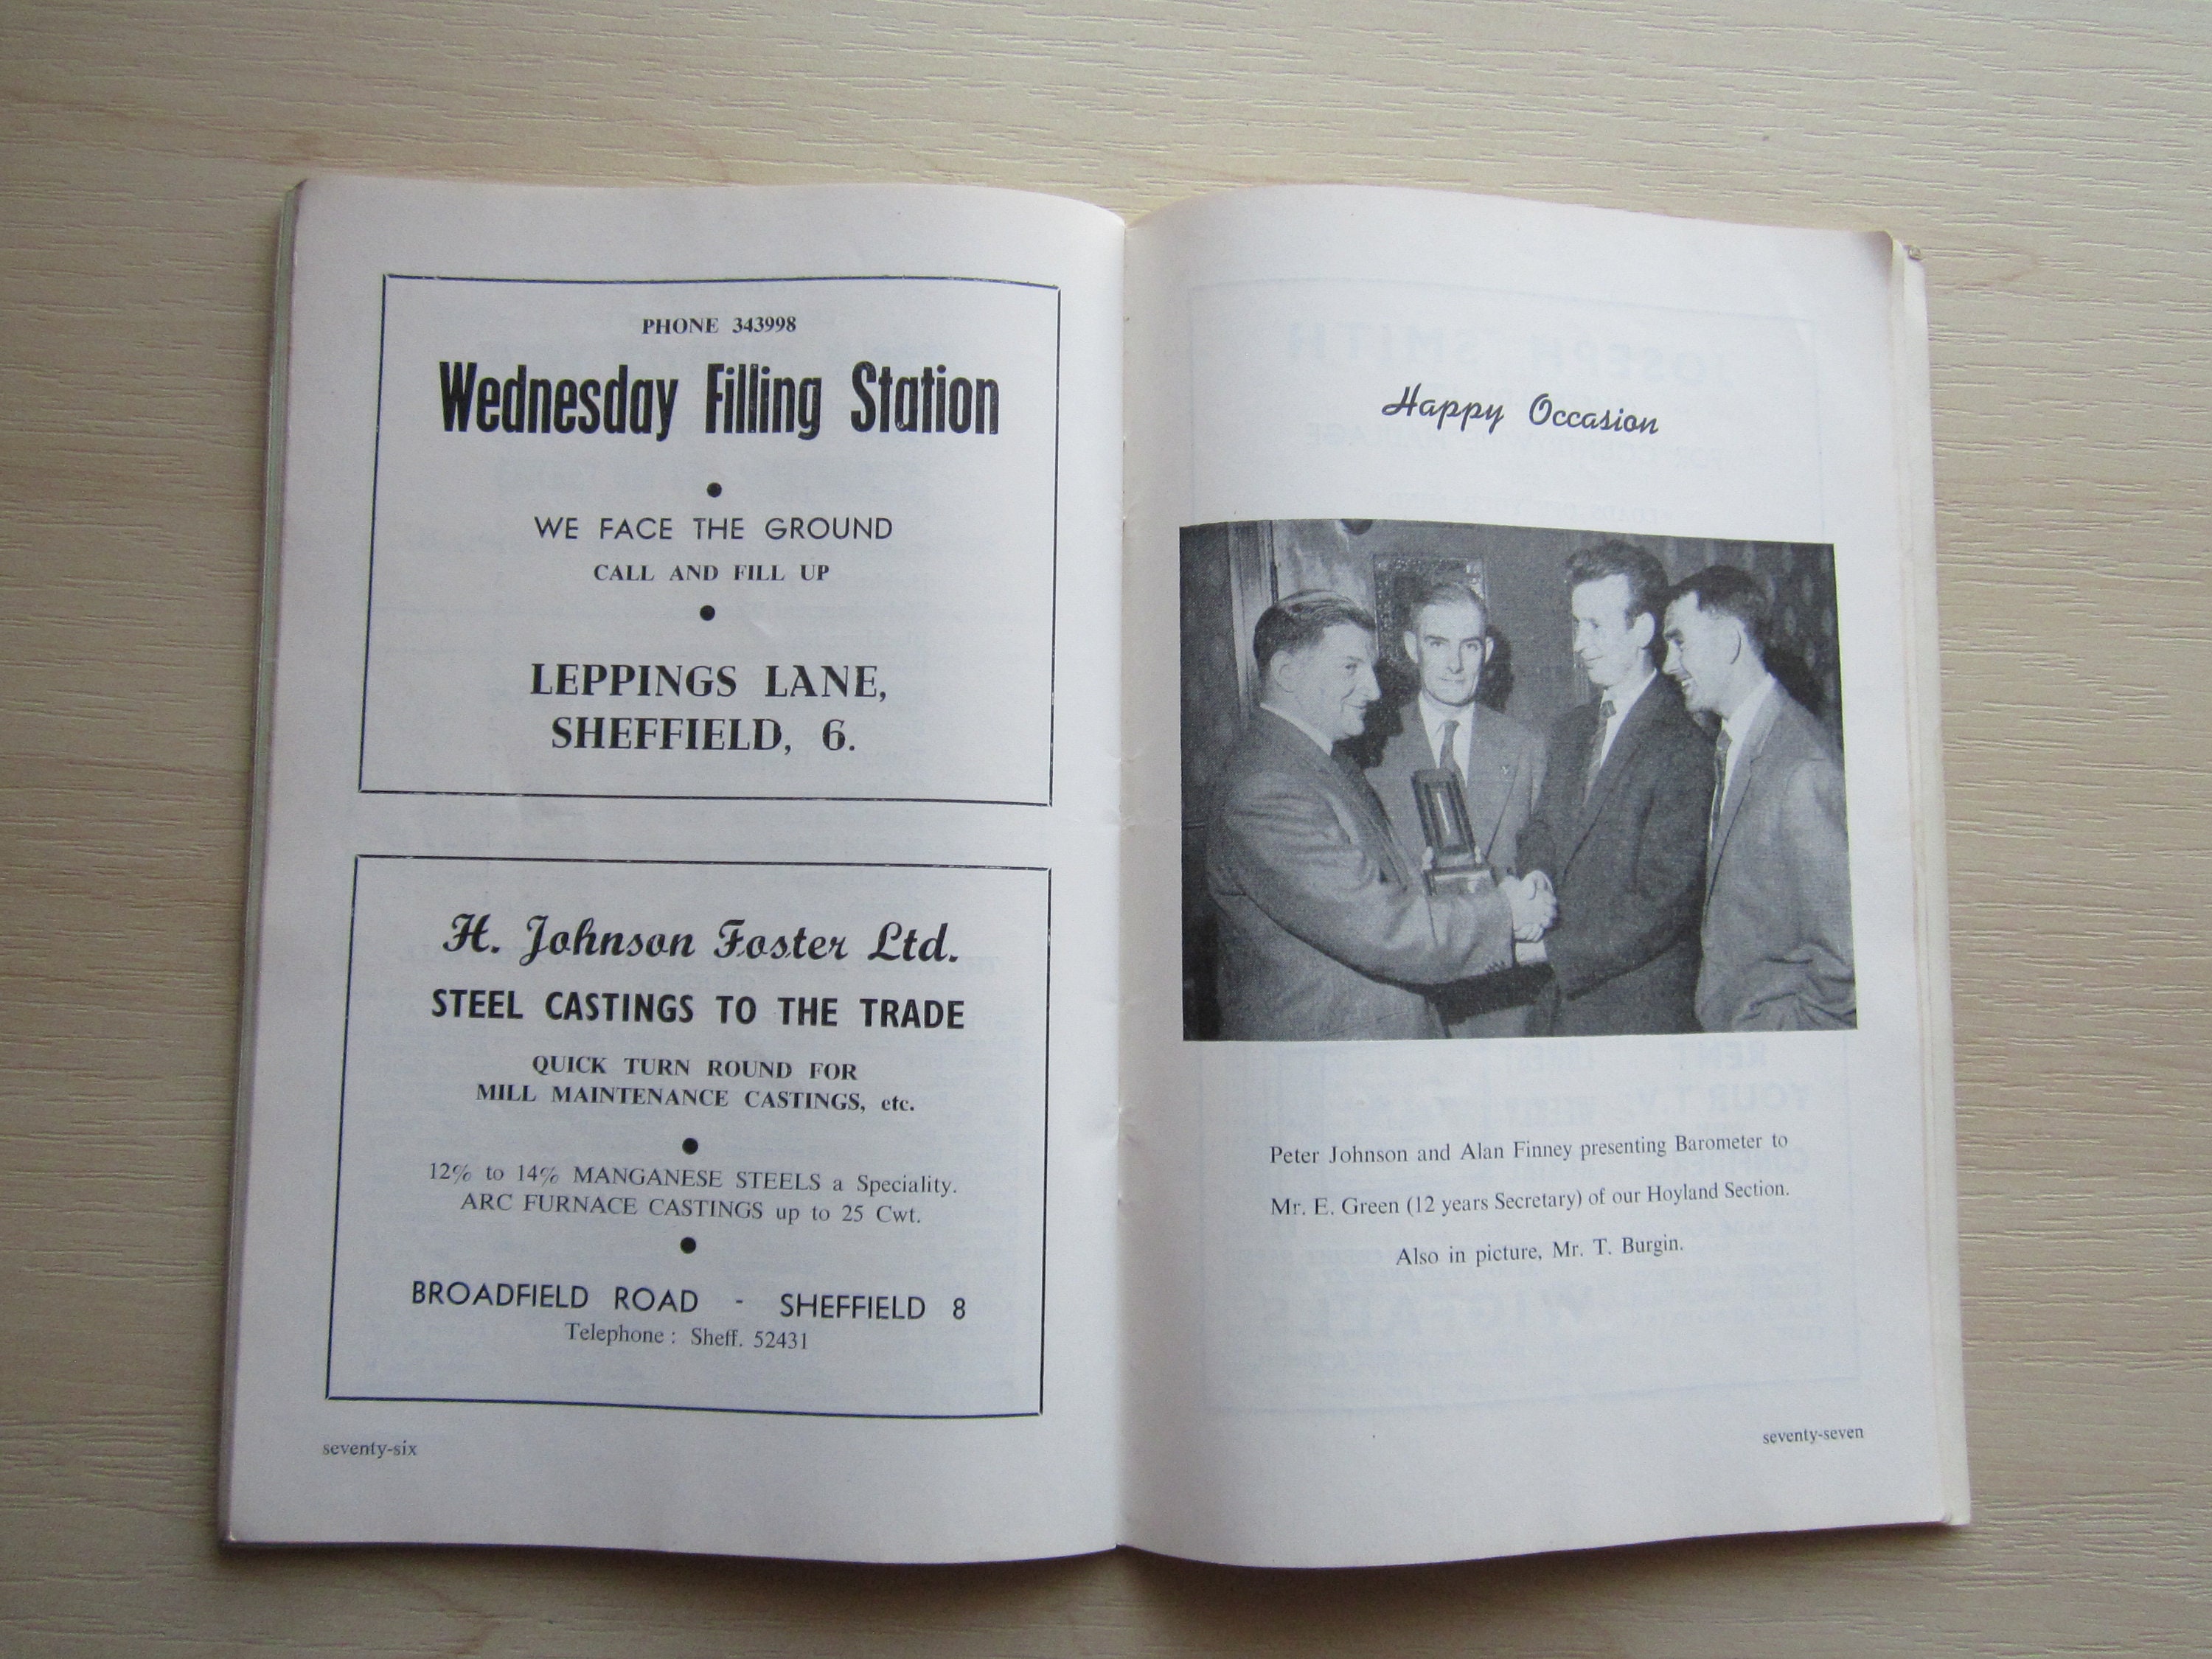 PHONE 343998
Wednesday Filling Station
WE FACE THE GROUND
CALL AND FILL UP
LEPPINGS LANE,
SHEFFIELD, 6.
H. Johnson Foster Ltd.
STEEL CASTINGS TO THE TRADE
QUICK TURN ROUND FOR
MILL MAINTENANCE CASTINGS, etc.
12% to 14% MANGANESE STEELS a Speciality.
ARC FURNACE CASTINGS up to 25 Cwt.
BROADFIELD ROAD - SHEFFIELD 8
Telephone : Sheff. 52431
seventy-six
Happy Occasion
Peter Johnson and Alan Finney presenting Barometer to
Mr. E. Green (12 years Secretary) of our Hoyland Section.
Also in picture, Mr. T. Burgin.
seventy-seven